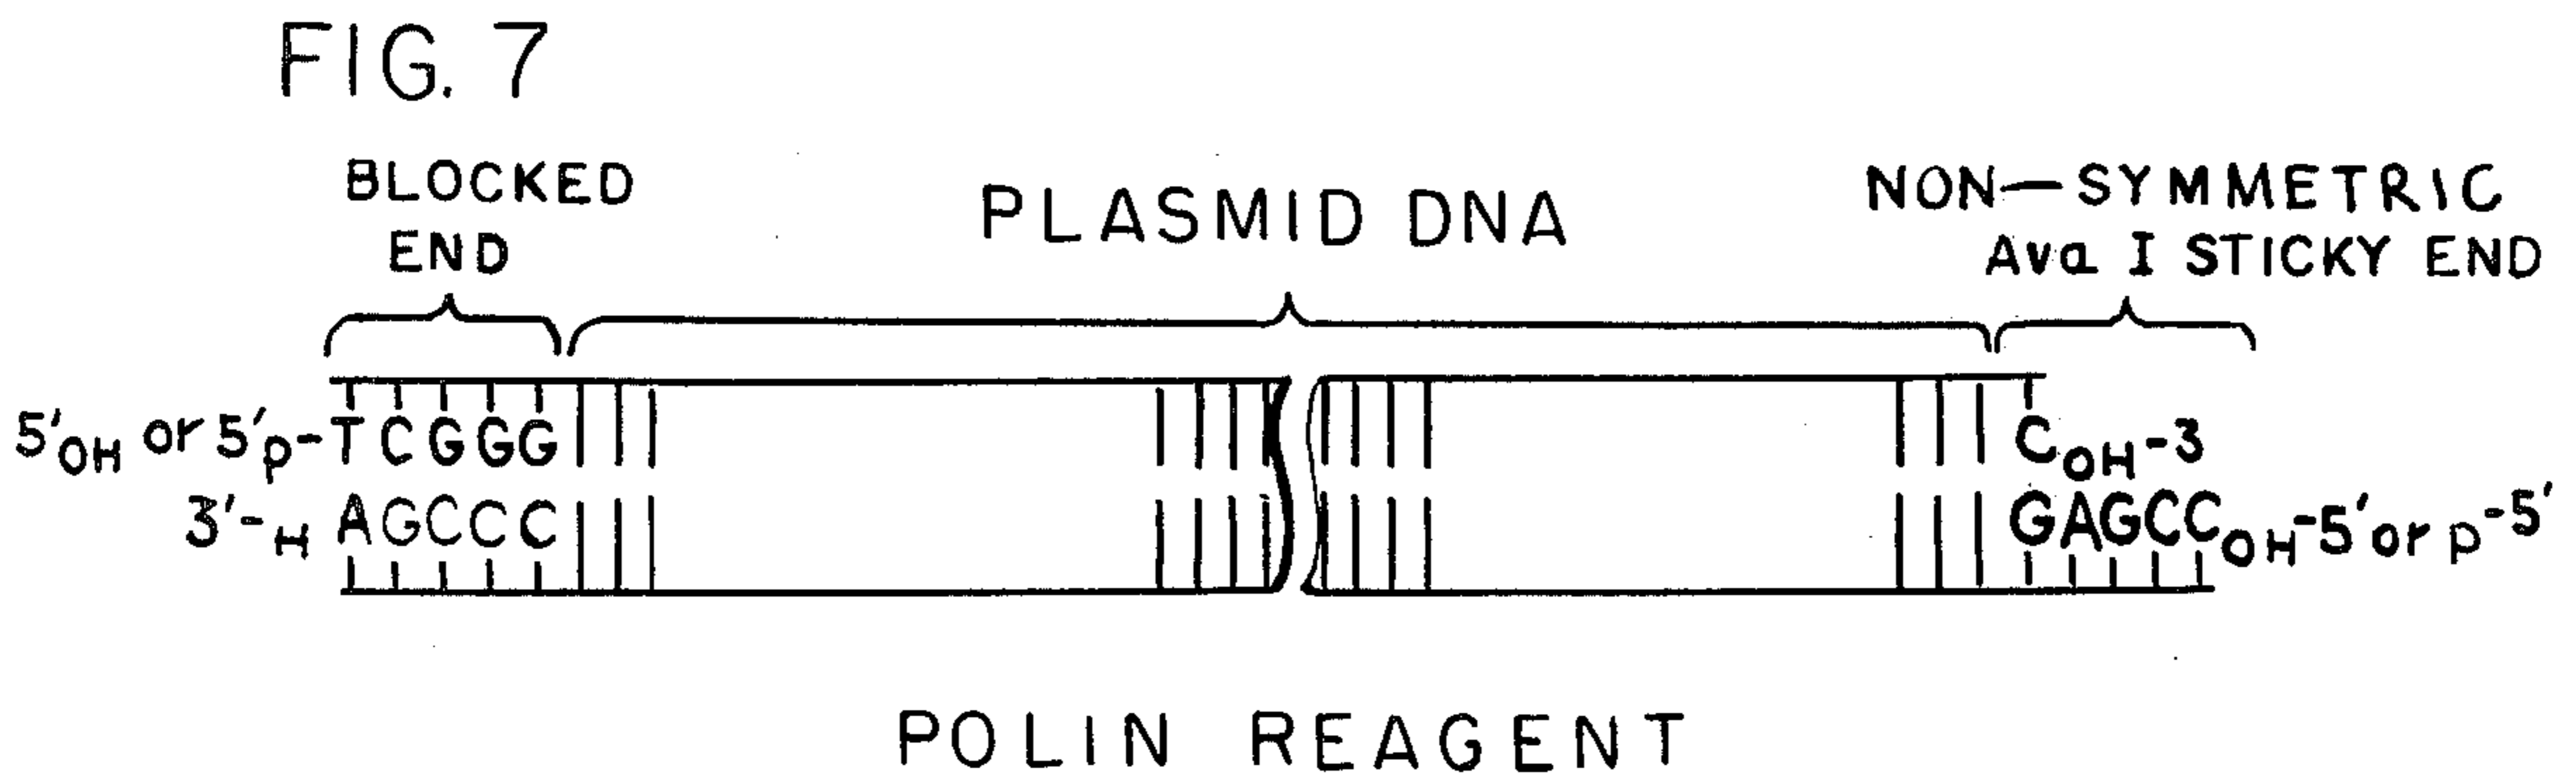 FIG. 7
BLOCKED
END
PLASMID DNA
NON-SYMMETRIC
Ava I STICKY END
5'OH or 5'p-TCGGG
COH-3
3'-H AGCCC
GAGCCOH-5' or p-5'
POLIN REAGENT